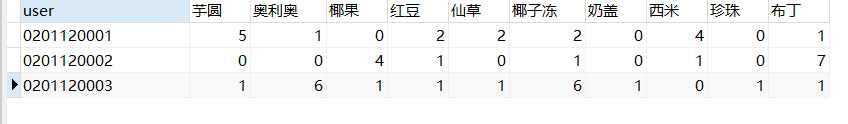 user 芋圆 奥利奥 椰果 红豆 仙草 椰子冻 奶盖 西米 珍珠 布丁
0201120001 5 1 0 2 2 2 0 4 0 1
0201120002 0 0 4 1 0 1 0 1 0 7
0201120003 1 6 1 1 1 6 1 0 1 1